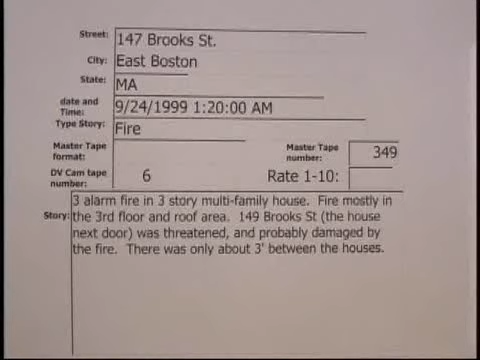 Street: 147 Brooks St.
City: East Boston
State: MA
date and
Time: 9/24/1999 1:20:00 AM
Type Story: Fire
Master Tape
format:
Master Tape
number: 349
DV Cam tape
number: 6 Rate 1-10:
Story: 3 alarm fire in 3 story multi-family house. Fire mostly in
the 3rd floor and roof area. 149 Brooks St (the house
next door) was threatened, and probably damaged by
the fire. There was only about 3' between the houses.